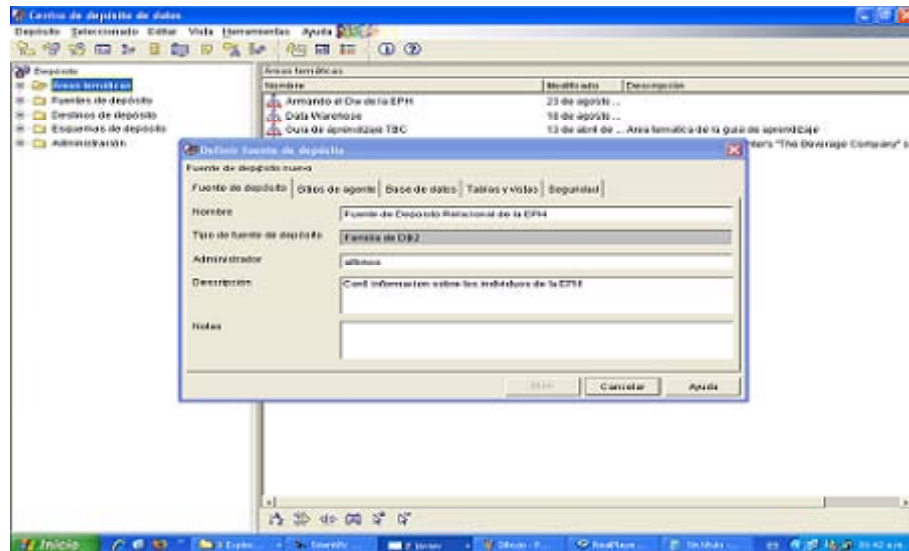 Centro de depósito de datos
Depósito Seleccionado Editar Vista Herramientas Ayuda
Depósito
Áreas temáticas
Fuentes de depósito
Destinos de depósito
Esquemas de depósito
Administración
Áreas temáticas
Nombre Modificado Descripción
Armando el Dw de la EPH 23 de agosto ...
Data Warehose 18 de agosto ...
Guía de aprendizaje TBC 13 de abril de ... Area temática de la guía de aprendizaje
"The Beverage Company"
Definir fuente de depósito
Fuente de depósito nueva
Fuente de depósito Sitios de agente Base de datos Tablas y vistas Seguridad
Nombre Fuente de Deposito Relacional de la EPH
Tipo de fuente de depósito Familia de DB2
Administrador
Descripción informacion sobre los individuos de la EPH
Notas
Cancelar Ayuda
Inicio